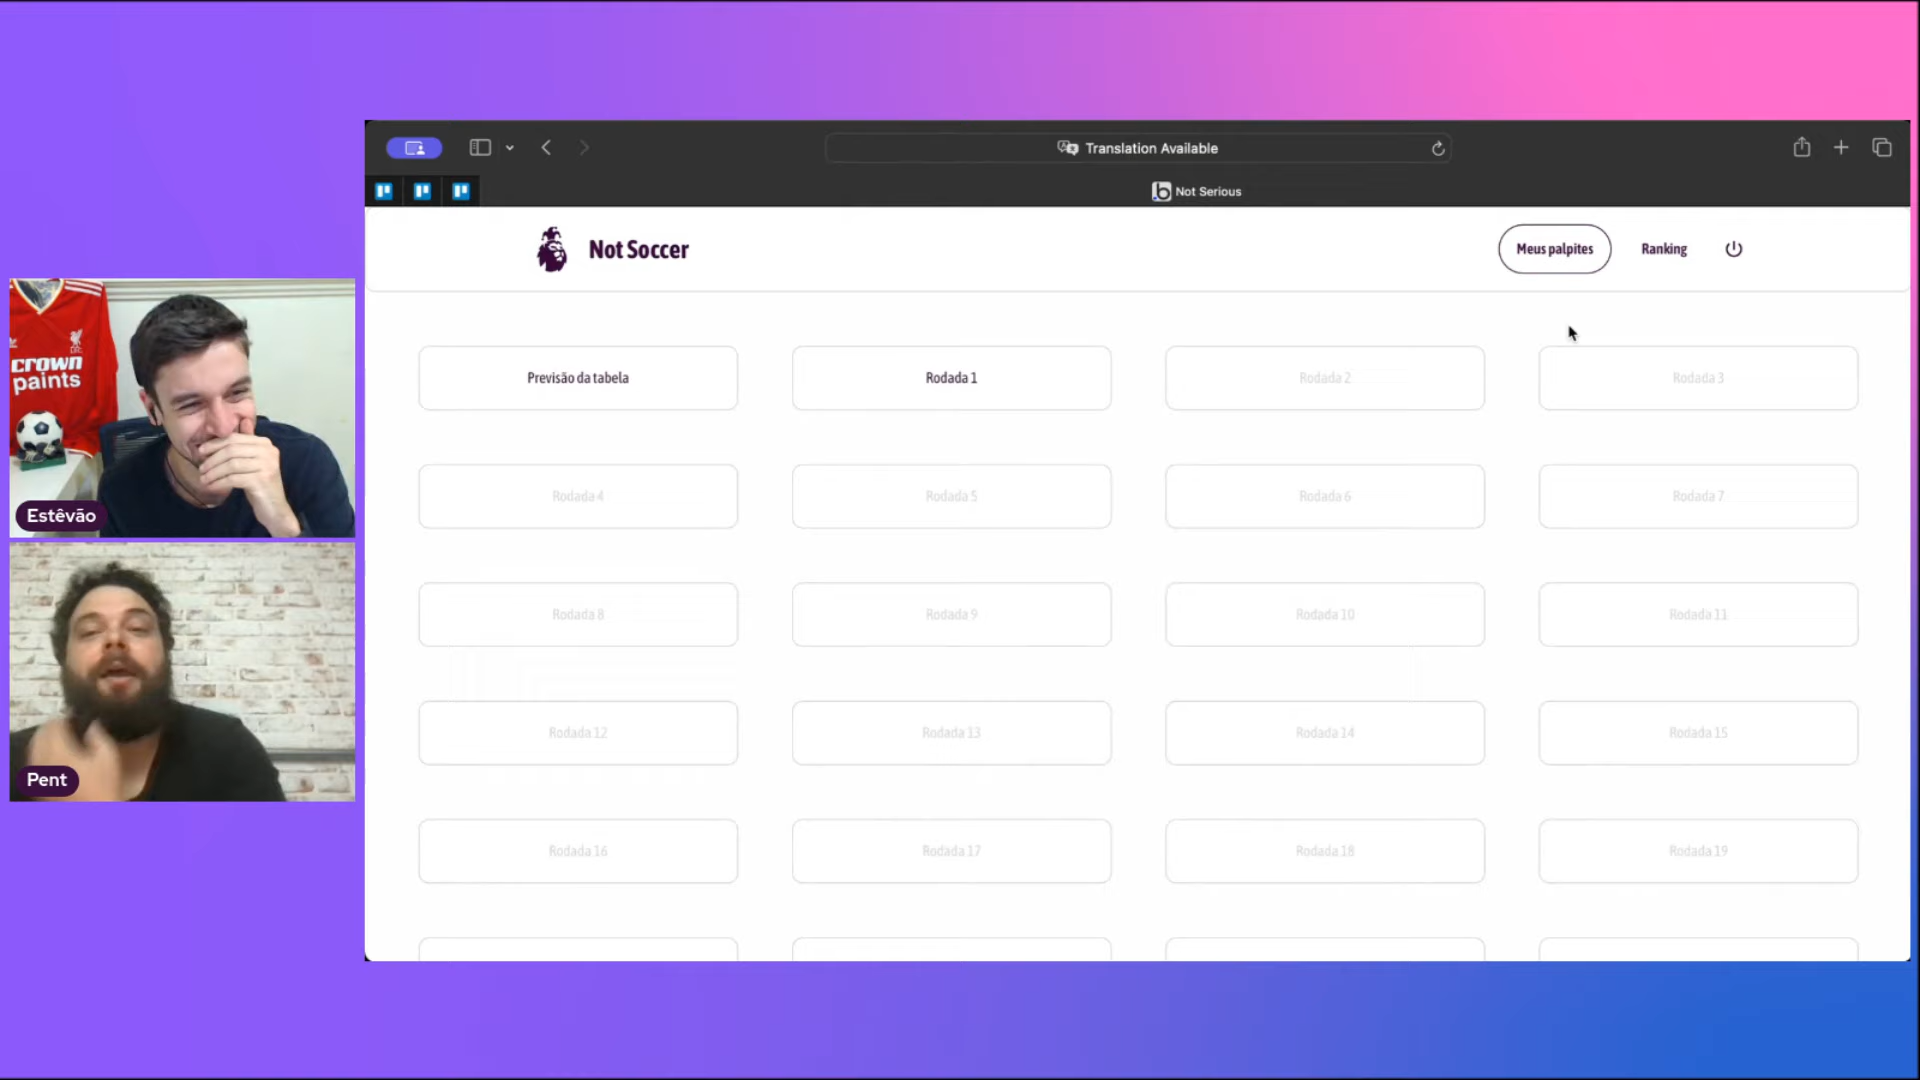 Translation Available
Not Serious
Not Soccer
Meus palpites
Ranking
Previsão da tabela
Rodada 1
Rodada 2
Rodada 3
Rodada 4
Rodada 5
Rodada 6
Rodada 7
Rodada 8
Rodada 9
Rodada 10
Rodada 11
Rodada 12
Rodada 13
Rodada 14
Rodada 15
Rodada 16
Rodada 17
Rodada 18
Rodada 19
crown
paints
Estêvão
Pent